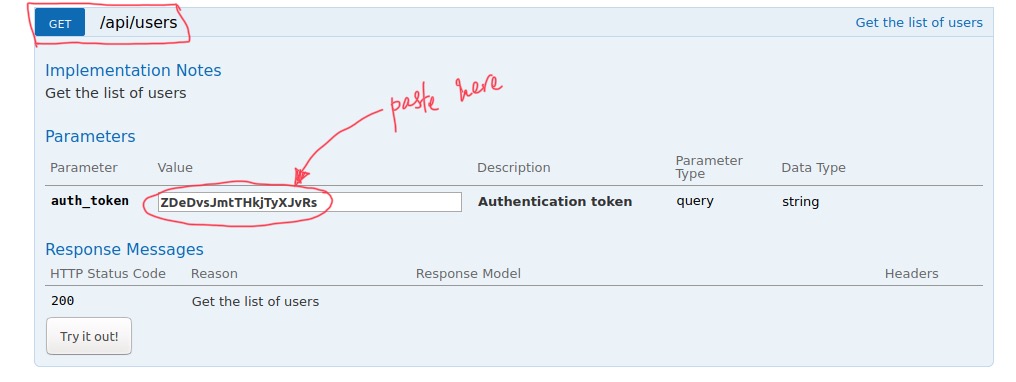 GET /api/users Get the list of users
Implementation Notes
Get the list of users
paste here
Parameters
Parameter Value Description Parameter Type Data Type
auth_token ZDeDvsJmtTHkjTyXJvRs Authentication token query string
Response Messages
HTTP Status Code Reason Response Model Headers
200 Get the list of users
Try it out!